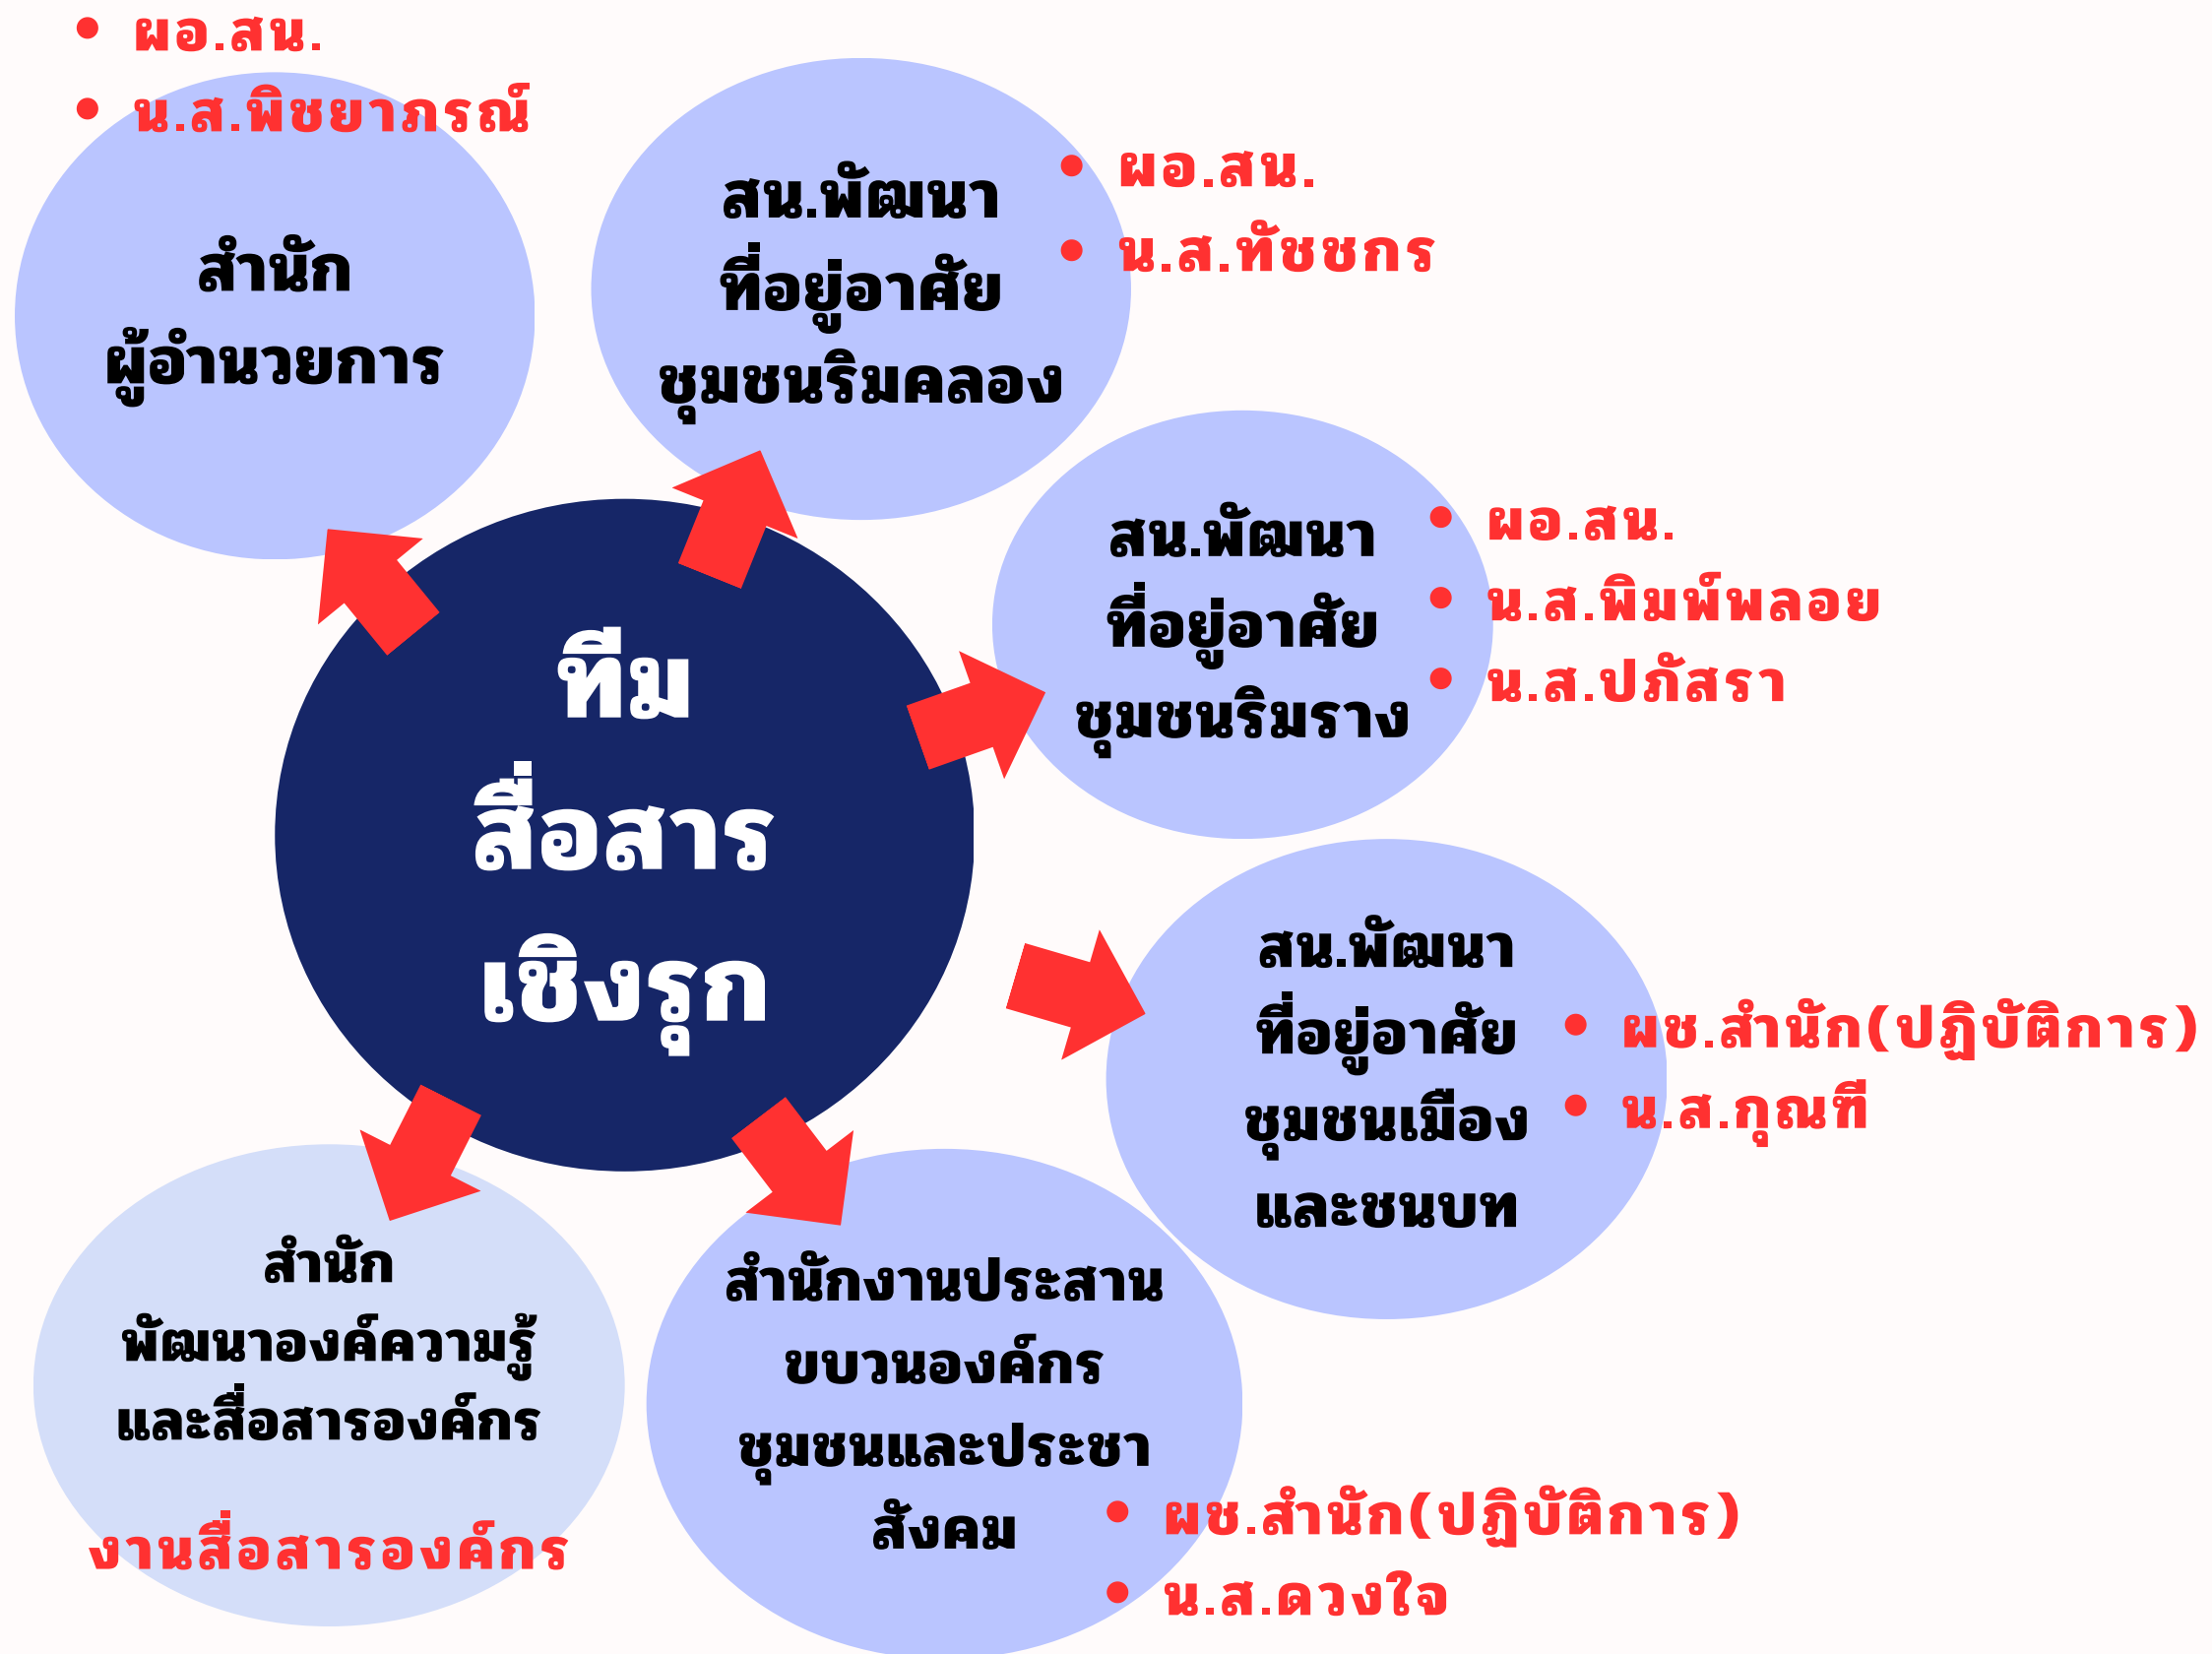 ผอ.สน.
น.ส.พิชยาภรณ์
สำนัก
ผู้อำนวยการ
สน.พัฒนา
ที่อยู่อาศัย
ชุมชนริมคลอง
ผอ.สน.
น.ส.ทัชชกร
สน.พัฒนา
ที่อยู่อาศัย
ชุมชนริมราง
ผอ.สน.
น.ส.พิมพ์พลอย
น.ส.ปภัสรา
ทีม
สื่อสาร
เชิงรุก
สน.พัฒนา
ที่อยู่อาศัย
ชุมชนเมือง
และชนบท
ผช.สำนัก(ปฏิบัติการ)
น.ส.กุณฑี
สำนัก
พัฒนาองค์ความรู้
และสื่อสารองค์กร
งานสื่อสารองค์กร
สำนักงานประสาน
ขบวนองค์กร
ชุมชนและประชา
สังคม
ผช.สำนัก(ปฏิบัติการ)
น.ส.ดวงใจ